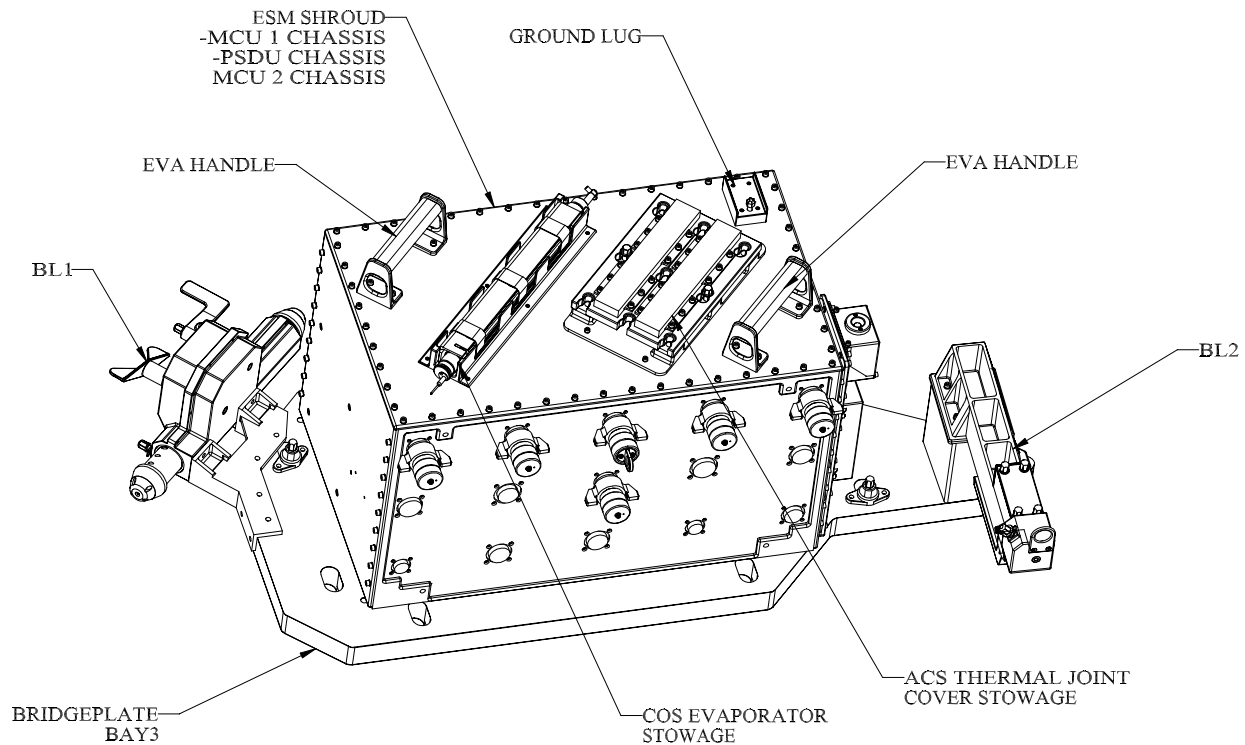 ESM SHROUD
-MCU 1 CHASSIS
-PSDU CHASSIS
MCU 2 CHASSIS
GROUND LUG
EVA HANDLE
EVA HANDLE
BL1
BL2
ACS THERMAL JOINT
COVER STOWAGE
BRIDGEPLATE
BAY3
COS EVAPORATOR
STOWAGE